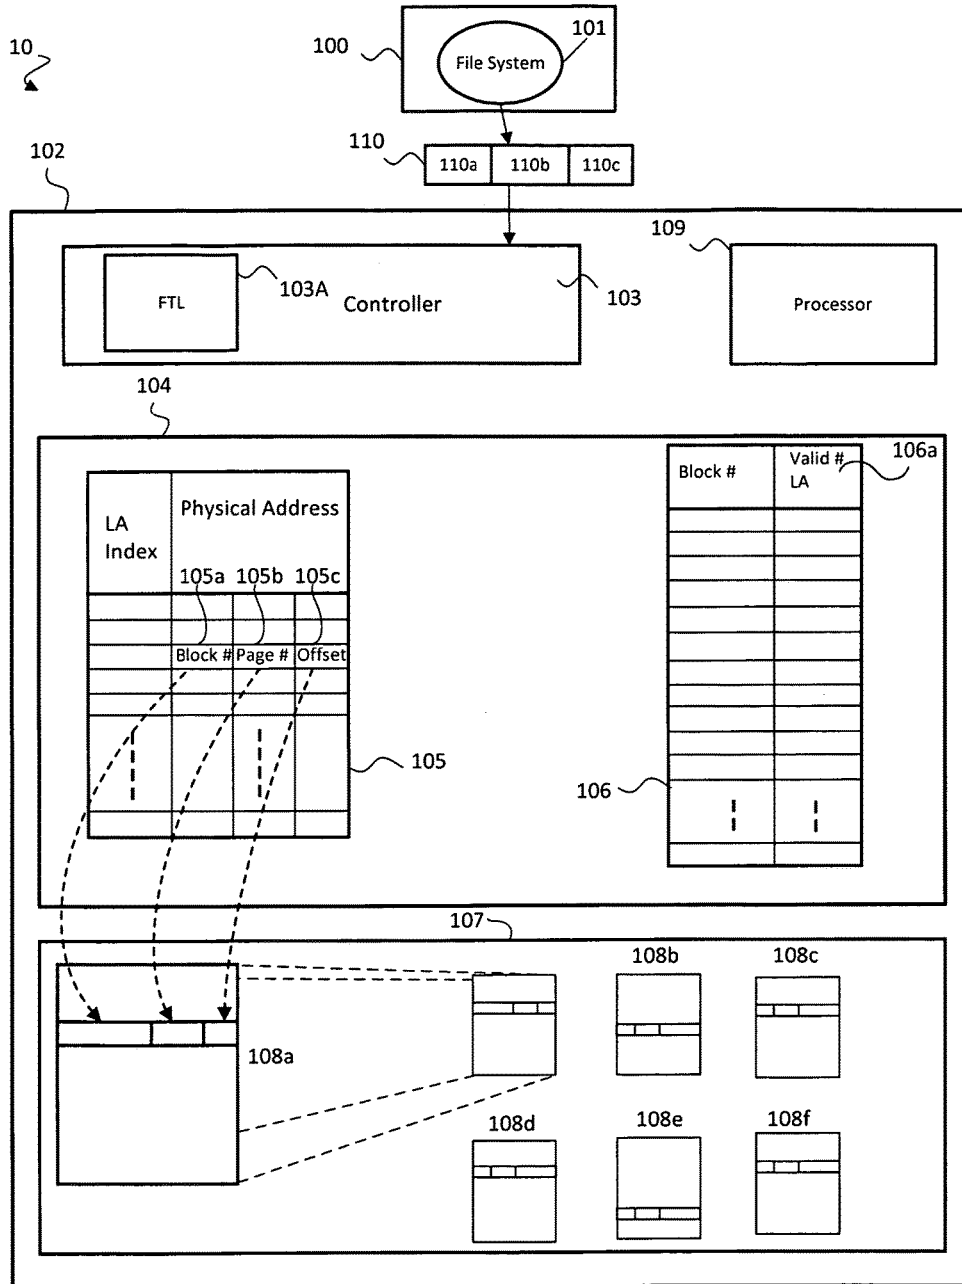 10
100
101
File System
110
110a 110b 110c
102
109
103A
FTL
Controller
103
Processor
104
106a
Block #
Valid #
LA
LA
Index
Physical Address
105a 105b 105c
Block # Page # Offset
105
106
107
108a
108b
108c
108d
108e
108f